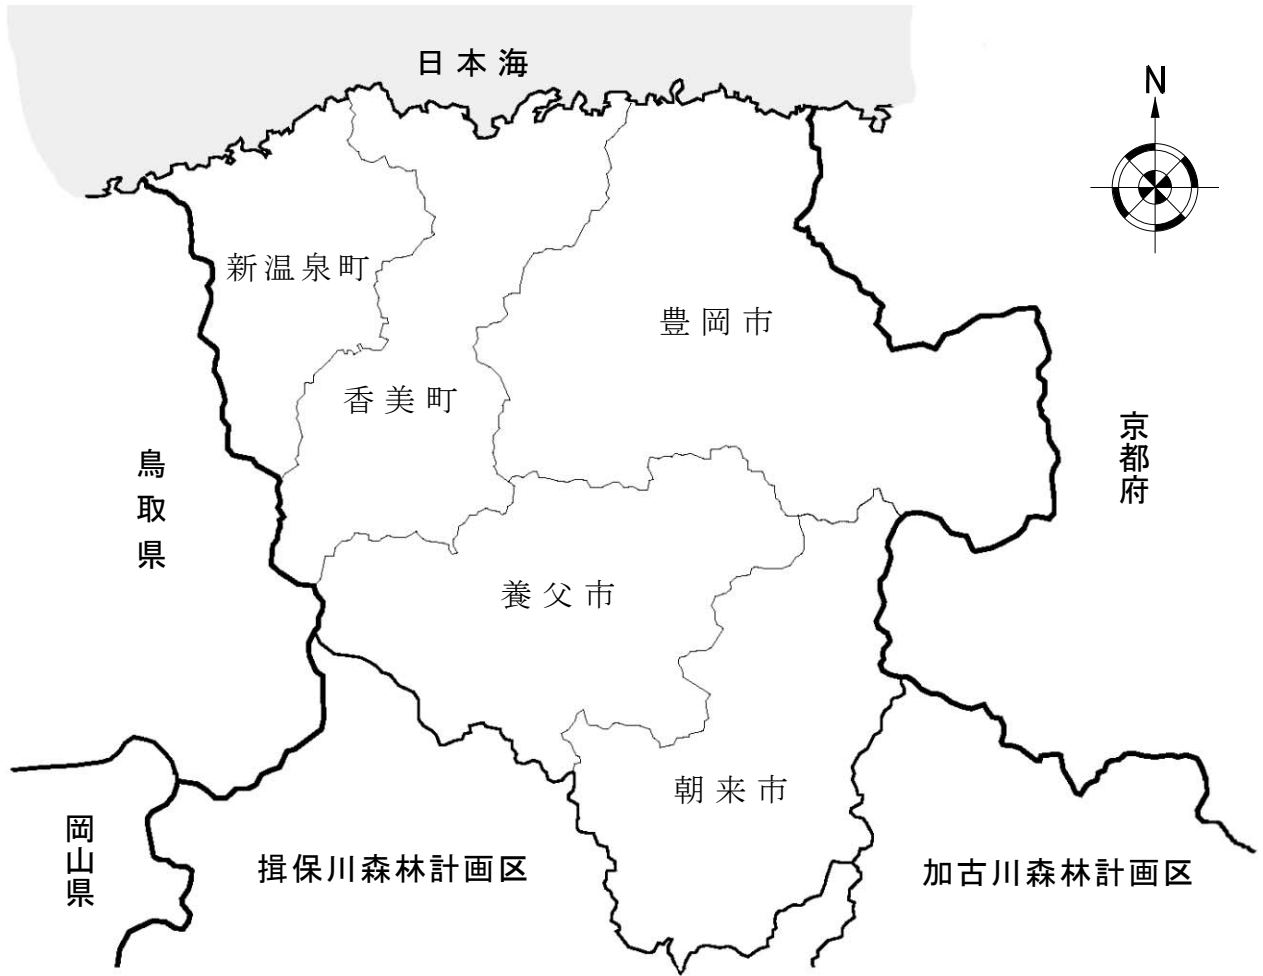 日本海
N
新温泉町
豊岡市
香美町
京都府
鳥取県
養父市
朝来市
岡山県
揖保川森林計画区
加古川森林計画区